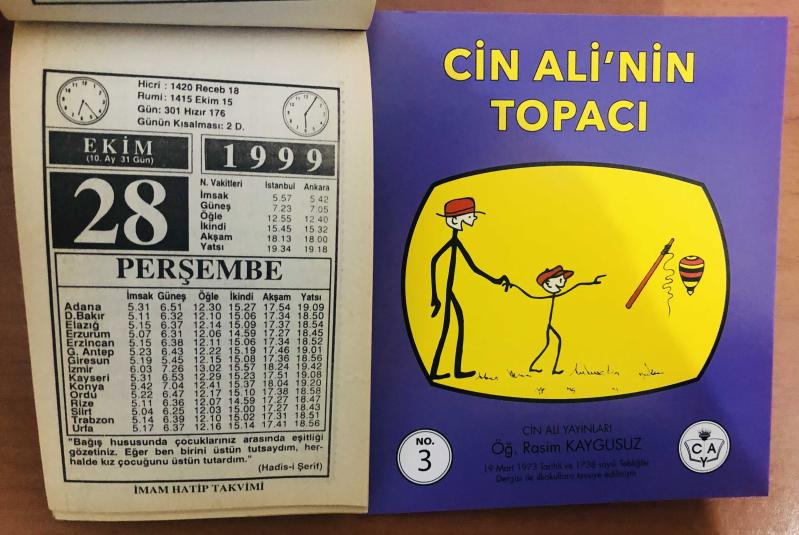 Hicri : 1420 Receb 18
Rumi : 1415 Ekim 15
Gün: 301 Hızır 176
Günün Kısalması: 2 D.
EKİM
(10. Ay 31 Gün)
1999
28
N. Vakitleri İstanbul Ankara
İmsak 5.57 5 42
Güneş 7.23 7.05
Öğle 12.55 12 40
İkindi 15.45 15 32
Akşam 18.13 18.00
Yatsı 19.34 19.18
PERŞEMBE
İmsak Güneş Öğle İkindi Akşam Yatsı
Adana 5.31 6.51 12.30 15.27 17.54 19.09
D.Bakır 5.11 6.32 12.10 15.06 17.34 18.50
Elazığ 5.15 6.37 12.14 15.09 17.37 18.54
Erzurum 5.07 6.31 12.06 14.59 17.27 18.45
Erzincan 5.15 6.38 12.11 15.06 17.34 18.52
G. Antep 5.23 6.43 12.22 15.19 17.46 19.01
Giresun 5.19 5.45 12.15 15.08 17.36 18.56
İzmir 6.03 7.26 13.02 15.57 18.24 19.42
Kayseri 5.31 6.53 12.29 15.23 17.51 19.08
Konya 5.42 7.04 12.41 15.37 18.04 19.20
Ordu 5.22 6.47 12.17 15.10 17.38 18.58
Rize 5.11 6.36 12.07 14.59 17.27 18.47
Siirt 5.04 6.25 12.03 15.00 17.27 18.43
Trabzon 5.14 6.39 12.10 15.02 17.31 18.51
Urfa 5.17 6.37 12.16 15.14 17.41 18.56
"Bağış hususunda çocuklarınız arasında eşitliği
gözetiniz. Eğer ben birini üstün tutsaydım, her-
halde kız çocuğunu üstün tutardım."
(Hadis-i Şerif)
İMAM HATİP TAKVİMİ
CİN ALİ'NİN
TOPACI
CİN ALİ YAYINLARI
Öğ. Rasim KAYGUSUZ
19 Mart 1973 Tarihli ve 1738 sayılı Tebliğler
Dergisi ile ilkokullara tavsiye edilmiştir.
NO.
3
C A
Y